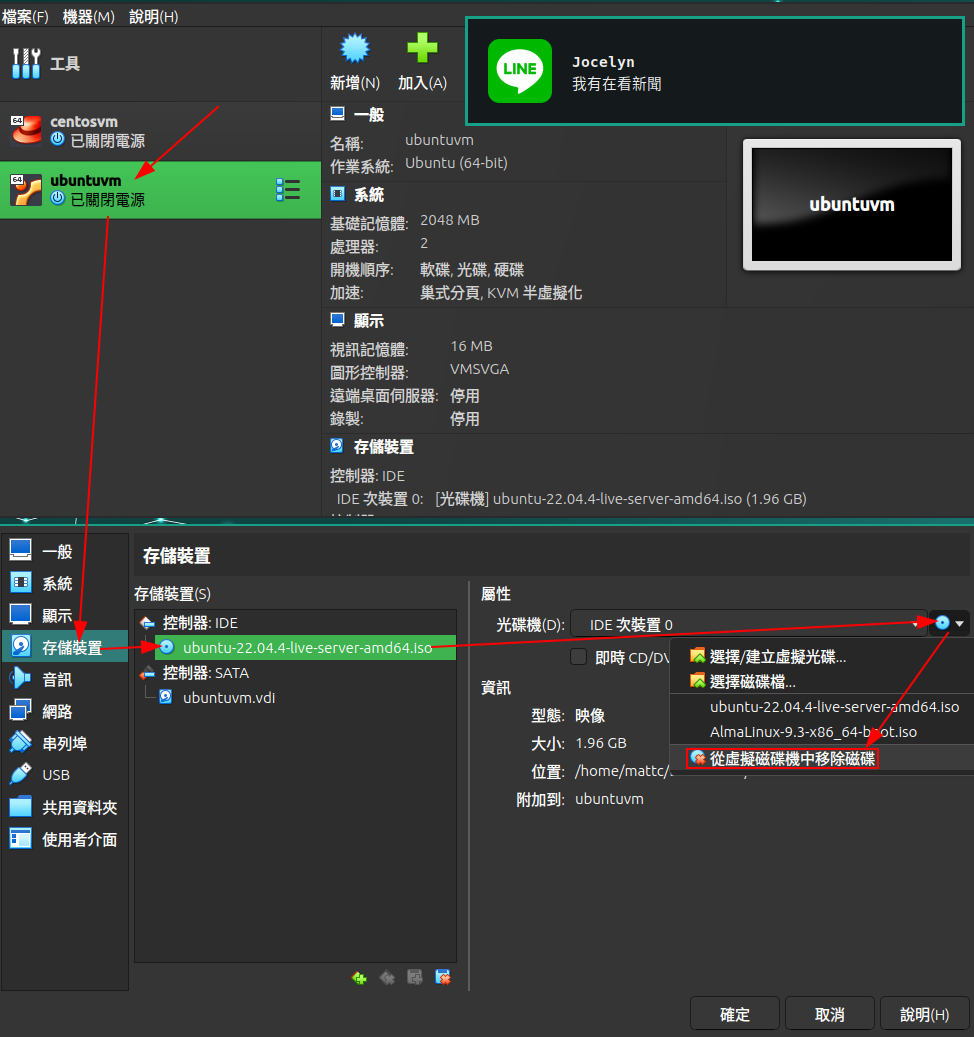 檔案(F) 機器(M) 說明(H)
工具
新增(N) 加入(A)
LINE
Jocelyn
我有在看新聞
64
centosvm
已關閉電源
64
ubuntuvm
已關閉電源
一般
名稱: ubuntuvm
作業系統: Ubuntu (64-bit)
ubuntuvm
系統
基礎記憶體: 2048 MB
處理器: 2
開機順序: 軟碟, 光碟, 硬碟
加速: 巢式分頁, KVM 半虛擬化
顯示
視訊記憶體: 16 MB
圖形控制器: VMSVGA
遠端桌面伺服器: 停用
錄製: 停用
存儲裝置
控制器: IDE
IDE 次裝置 0: [光碟機] ubuntu-22.04.4-live-server-amd64.iso (1.96 GB)
一般
系統
顯示
存儲裝置
音訊
網路
串列埠
USB
共用資料夾
使用者介面
存儲裝置
存儲裝置(S)
控制器: IDE
ubuntu-22.04.4-live-server-amd64.iso
控制器: SATA
ubuntuvm.vdi
屬性
光碟機(D): IDE 次裝置 0
即時 CD/DV
選擇/建立虛擬光碟...
選擇磁碟檔...
ubuntu-22.04.4-live-server-amd64.iso
AlmaLinux-9.3-x86_64-boot.iso
從虛擬磁碟機中移除磁碟
資訊
型態: 映像
大小: 1.96 GB
位置: /home/mattc/
附加到: ubuntuvm
確定 取消 說明(H)